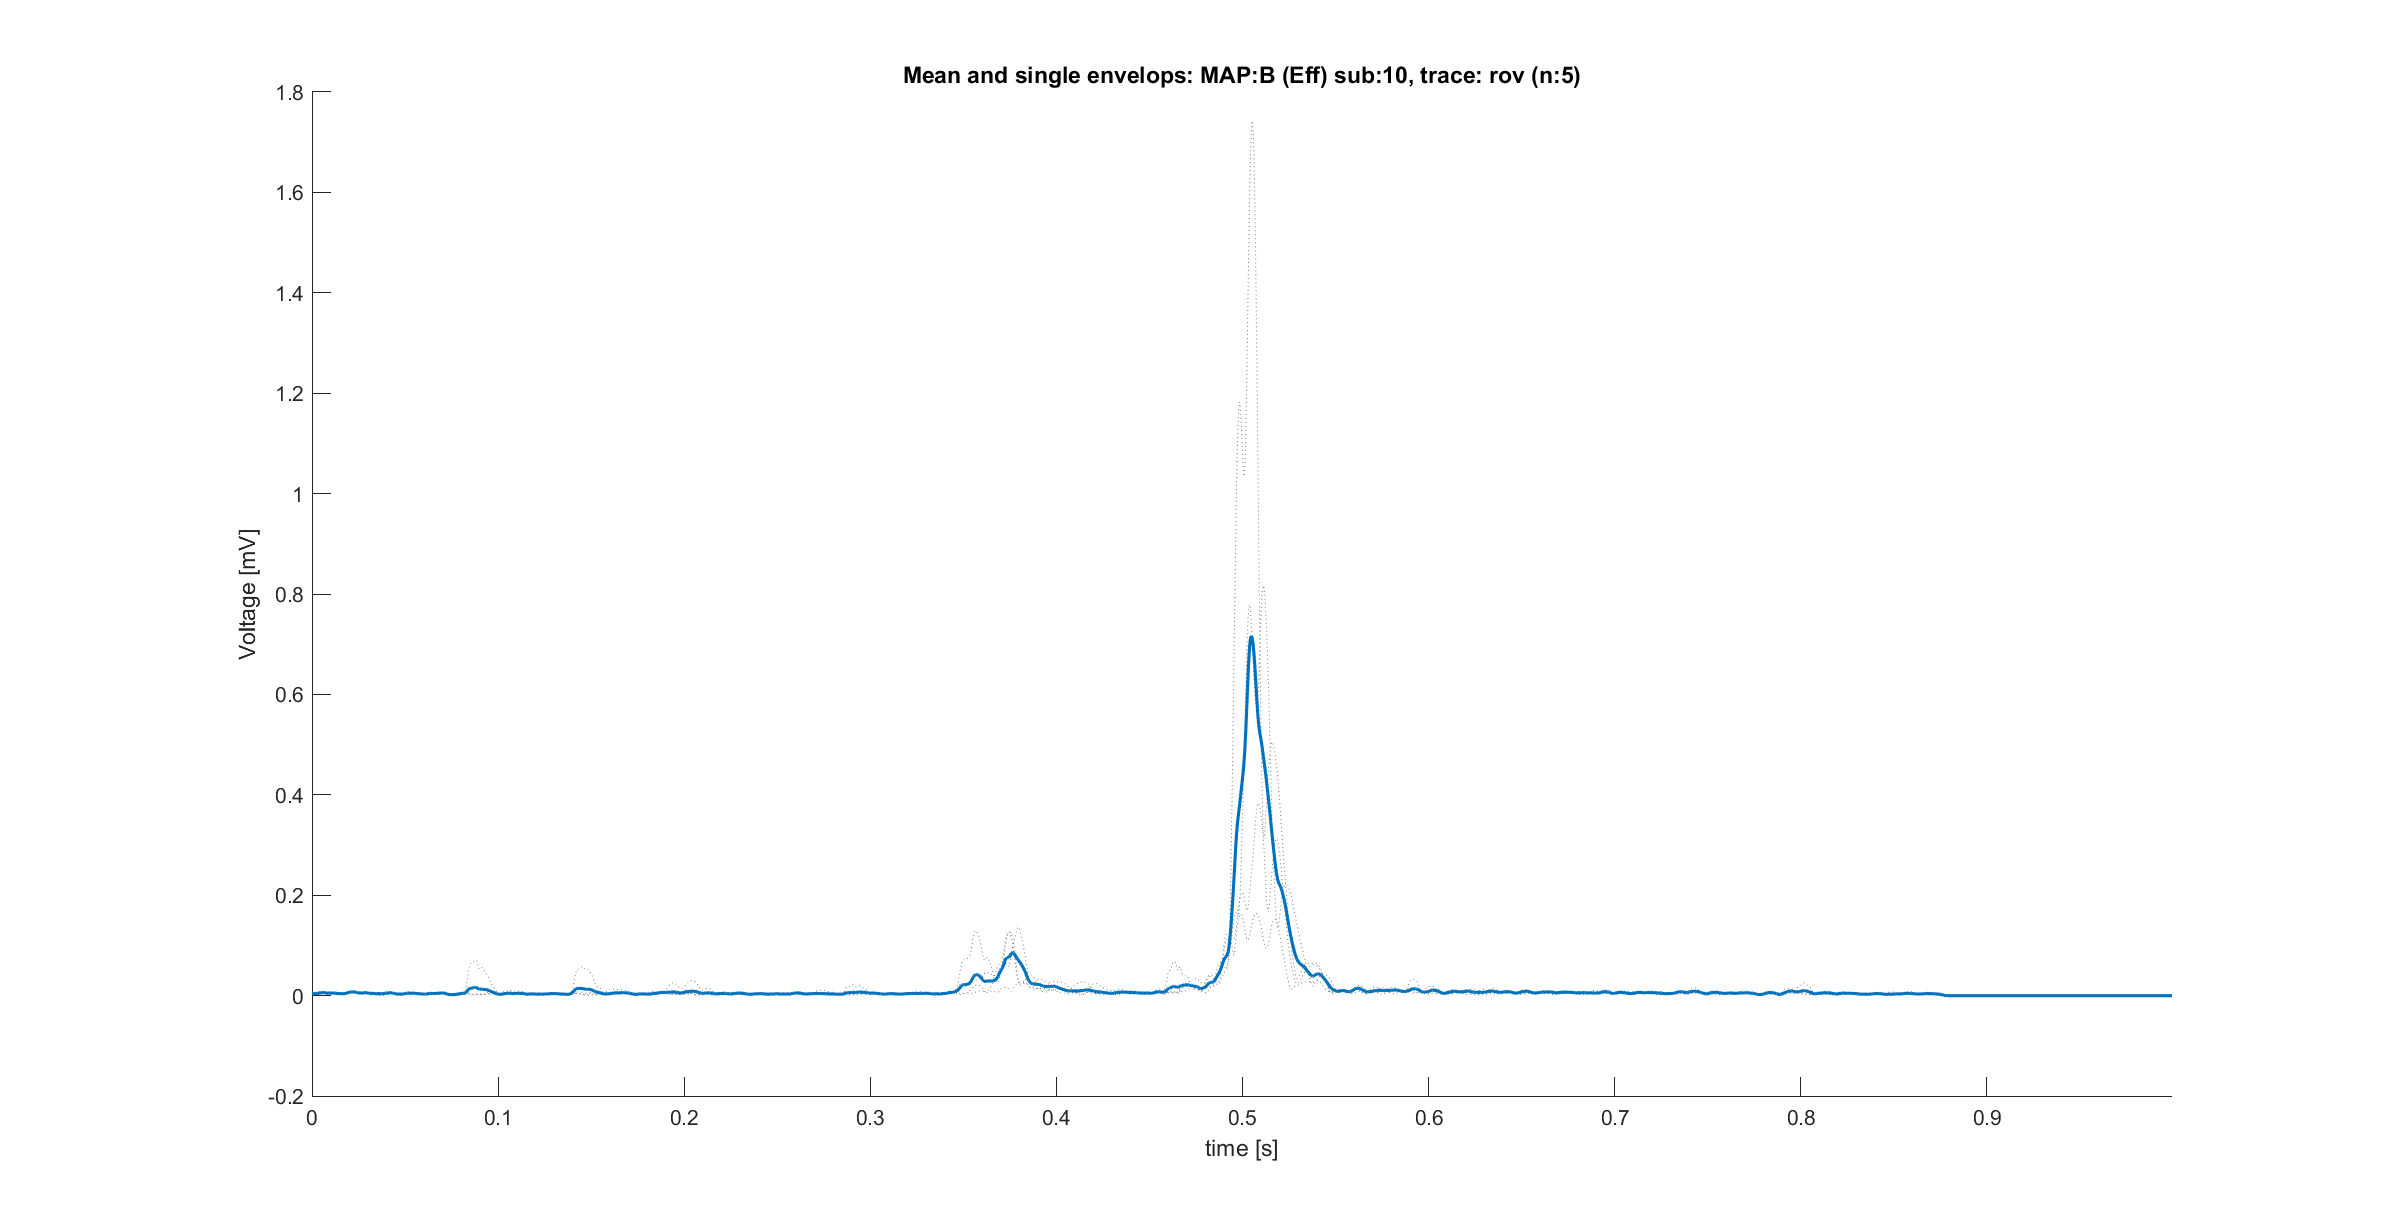 Mean and single envelops: MAP:B (Eff) sub:10, trace: rov (n:5)
1.8
1.6
1.4
1.2
1
0.8
0.6
0.4
0.2
0
-0.2
Voltage [mV]
0 0.1 0.2 0.3 0.4 0.5 0.6 0.7 0.8 0.9
time [s]